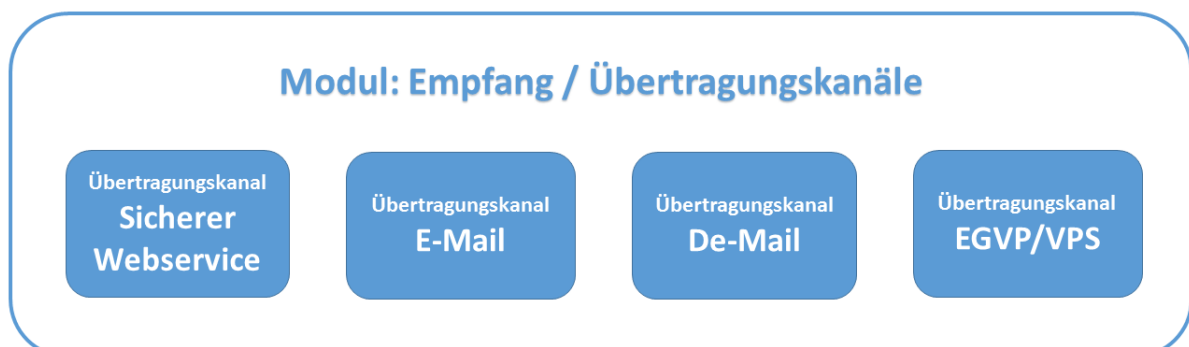 Modul: Empfang / Übertragungskanäle
Übertragungskanal
Sicherer
Webservice
Übertragungskanal
E-Mail
Übertragungskanal
De-Mail
Übertragungskanal
EGVP/VPS